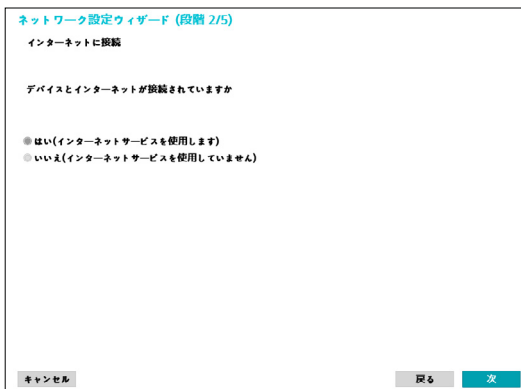 ネットワーク設定ウィザード (段階 2/5)
インターネットに接続
デバイスとインターネットが接続されていますか
はい(インターネットサービスを使用します)
いいえ(インターネットサービスを使用していません)
キャンセル
戻る
次